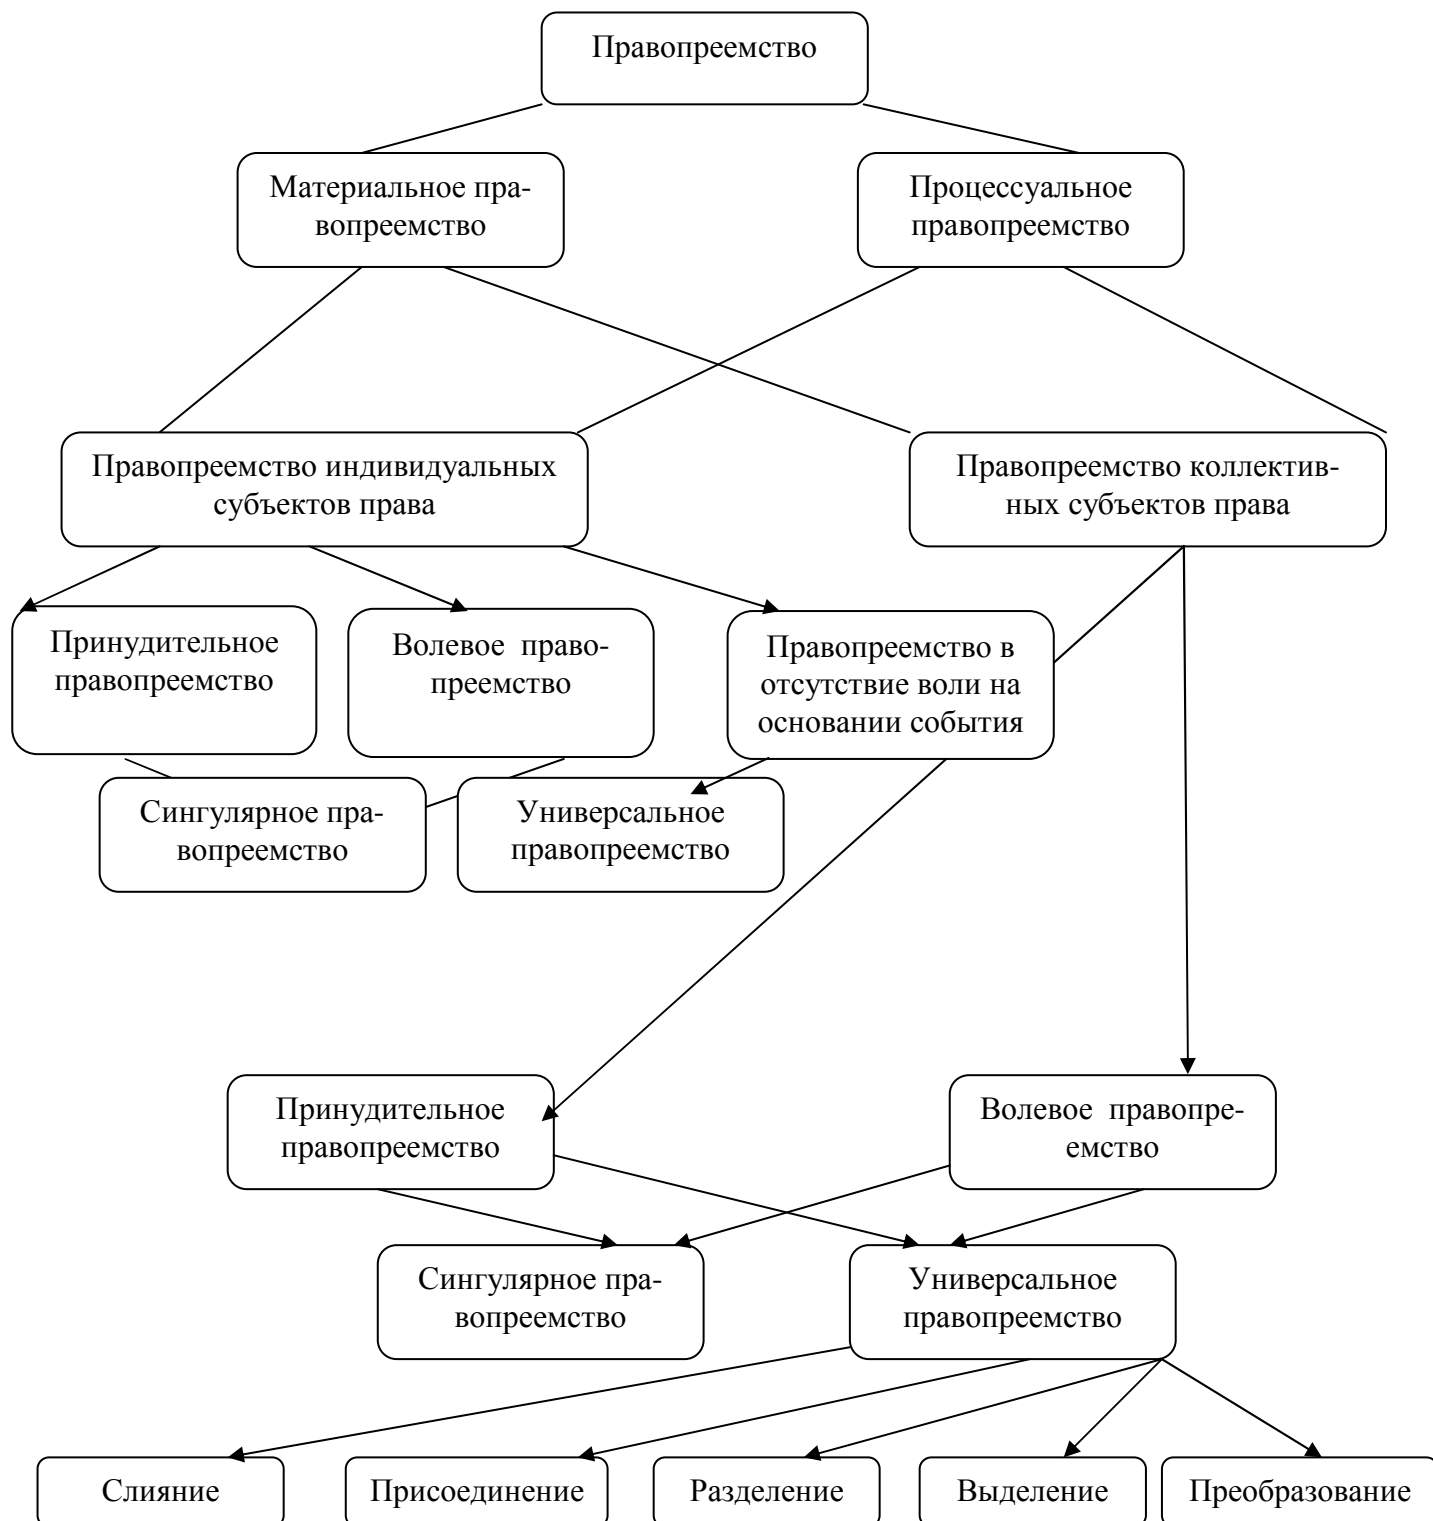 Правопреемство
Материальное пра-
вопреемство
Процессуальное
правопреемство
Правопреемство индивидуальных
субъектов права
Правопреемство коллектив-
ных субъектов права
Принудительное
правопреемство
Волевое  право-
преемство
Правопреемство в
отсутствие воли на
основании события
Сингулярное пра-
вопреемство
Универсальное
правопреемство
Принудительное
правопреемство
Волевое  правопре-
емство
Сингулярное пра-
вопреемство
Универсальное
правопреемство
Слияние
Присоединение
Разделение
Выделение
Преобразование